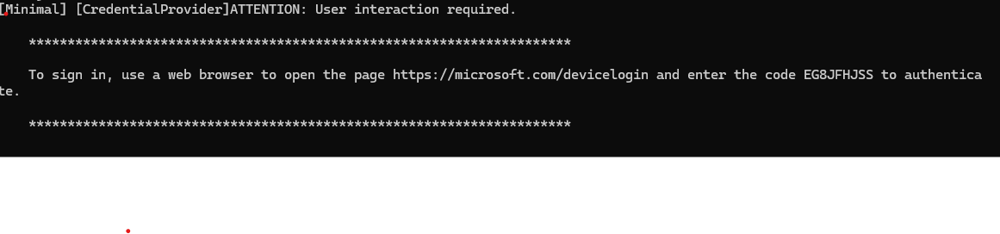 [Minimal] [CredentialProvider]ATTENTION: User interaction required.
**********************************************************************
To sign in, use a web browser to open the page https://microsoft.com/devicelogin and enter the code EG8JFHJSS to authentica
te.
**********************************************************************